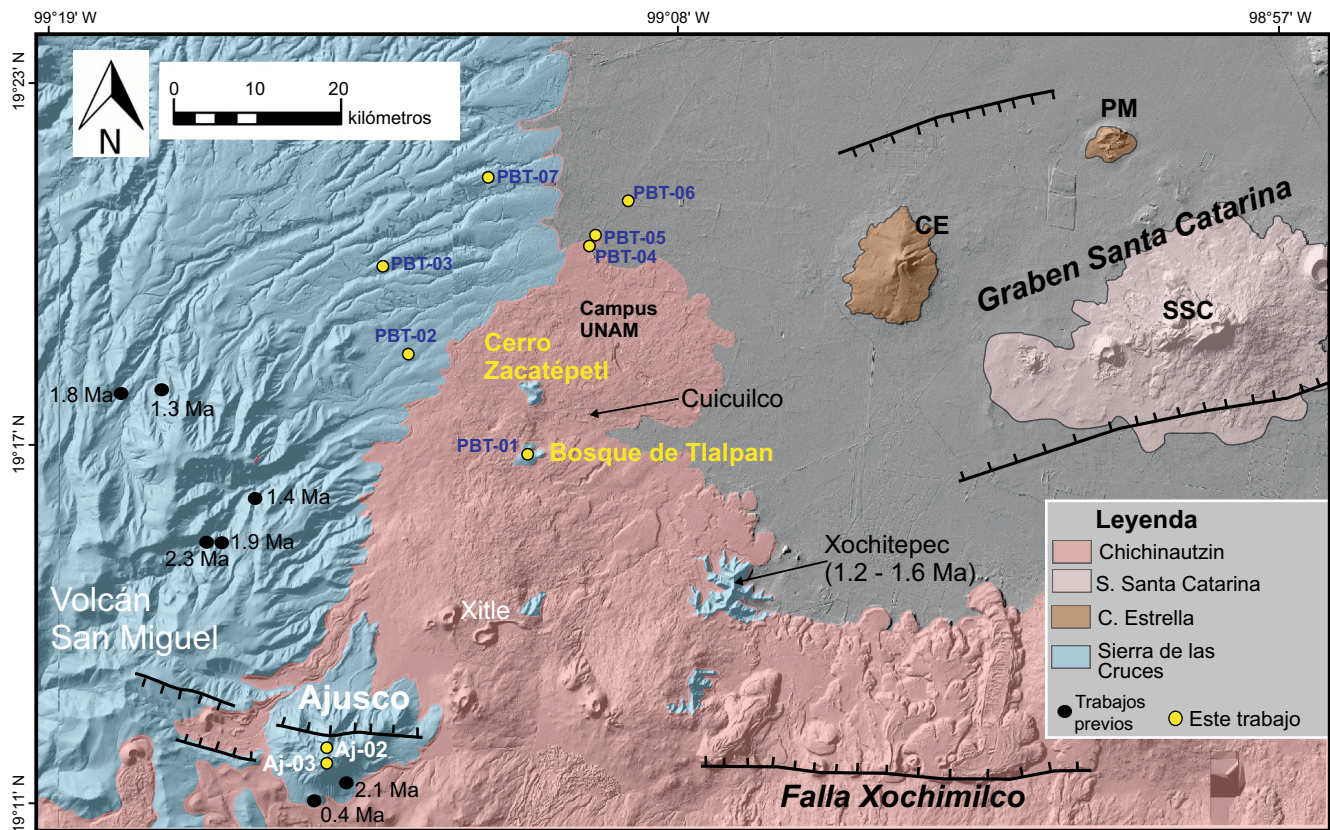 99°19' W
99°08' W
98°57' W
19°23' N
19°17' N
19°11' N
N
0 10 20
kilómetros
PM
PBT-07
PBT-06
PBT-05
PBT-04
PBT-03
CE
Graben Santa Catarina
SSC
Campus
UNAM
PBT-02
Cerro
Zacatépetl
1.8 Ma
1.3 Ma
Cuicuilco
PBT-01
Bosque de Tlalpan
1.4 Ma
2.3 Ma
1.9 Ma
Xochitepec
(1.2 - 1.6 Ma)
Volcán
San Miguel
Xitle
Ajusco
Aj-02
Aj-03
2.1 Ma
0.4 Ma
Falla Xochimilco
Leyenda
Chichinautzin
S. Santa Catarina
C. Estrella
Sierra de las
Cruces
Trabajos
previos
Este trabajo